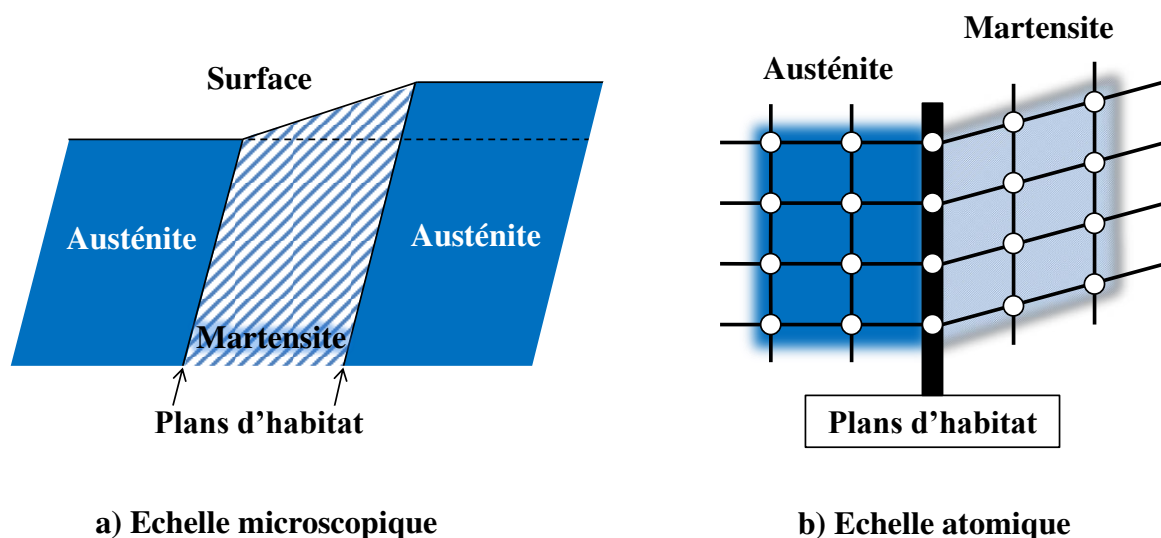 Surface
Austénite
Austénite
Martensite
Plans d'habitat
a) Echelle microscopique
Martensite
Austénite
Plans d'habitat
b) Echelle atomique